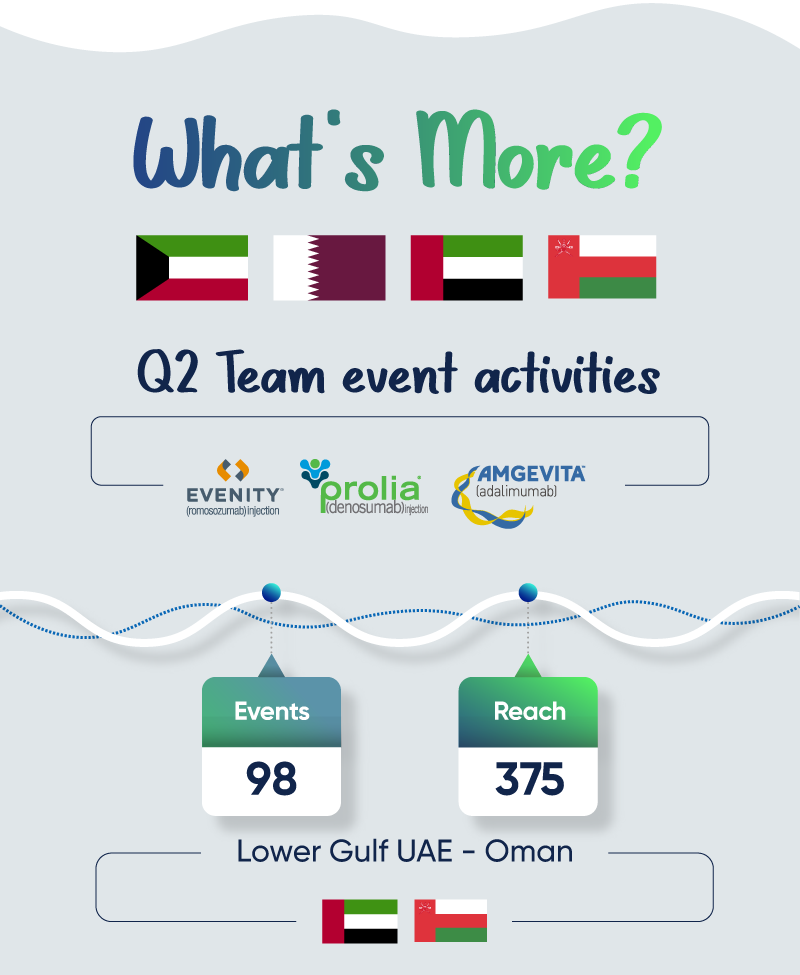 What's More?
Q2 Team event activities
EVENITY®
(romosozumab) injection
prolia®
(denosumab) injection
AMGEVITA™
(adalimumab)
Events
98
Reach
375
Lower Gulf UAE - Oman